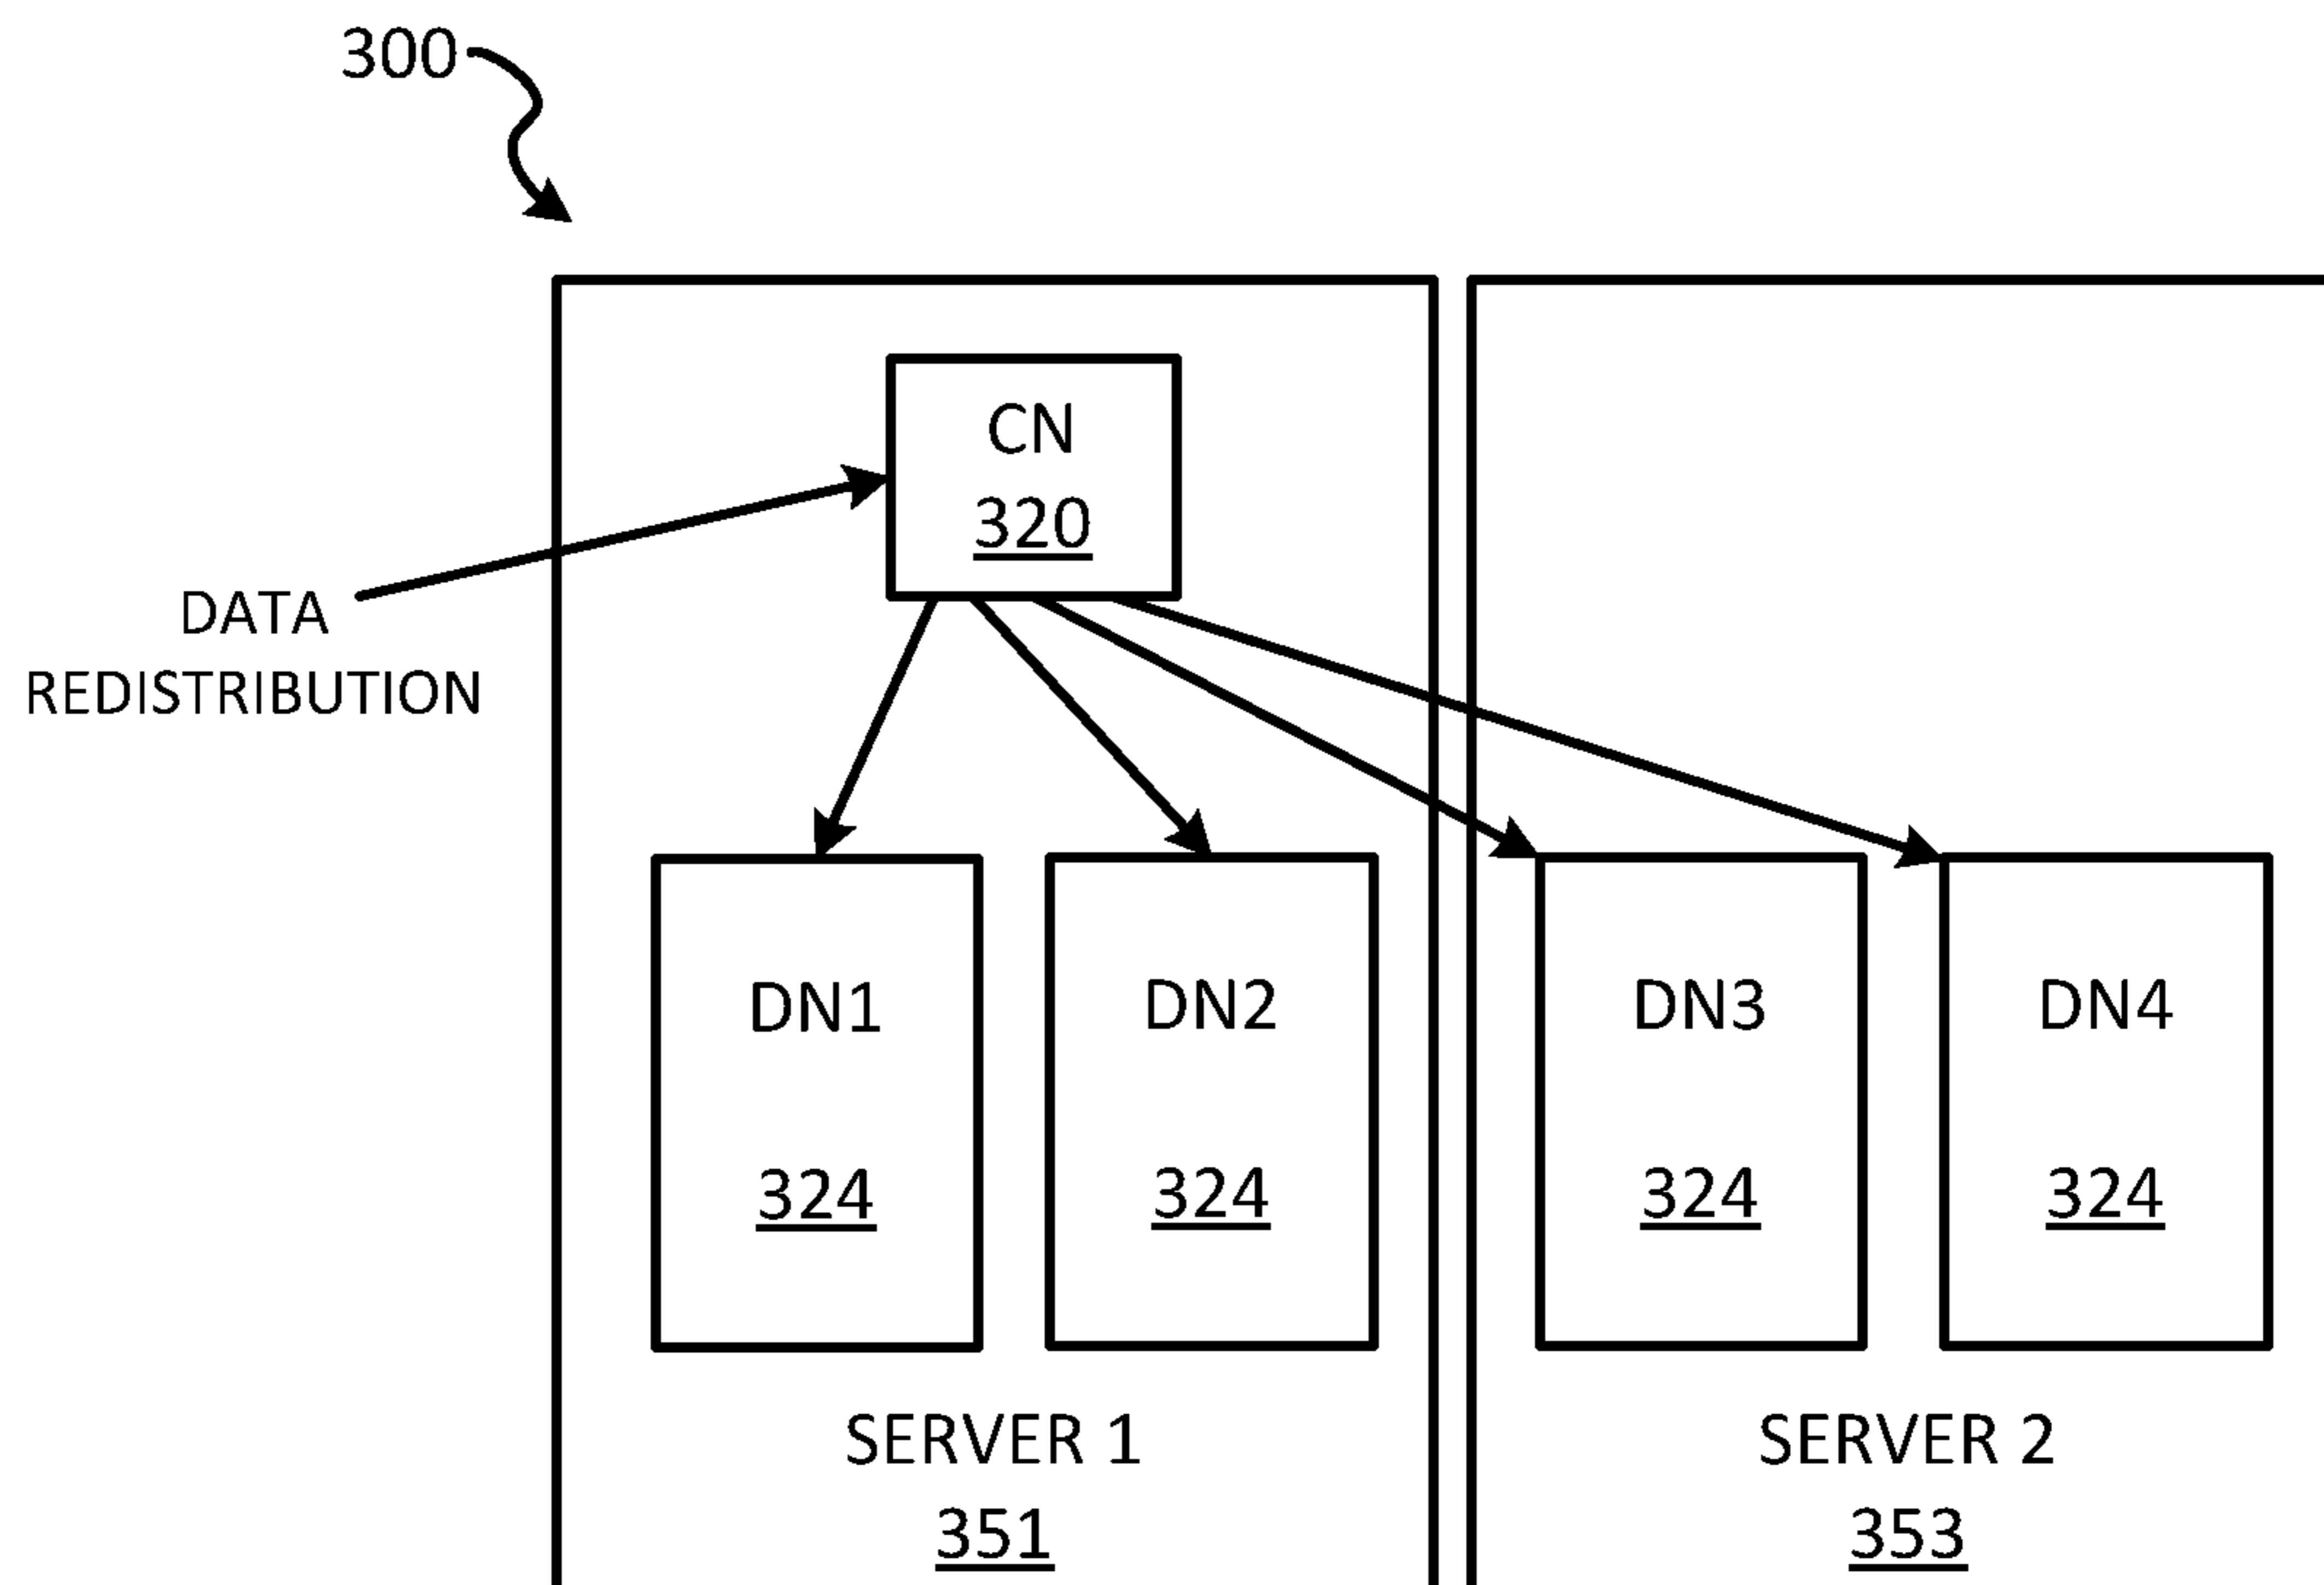 300
CN
320
DATA
REDISTRIBUTION
DN1
324
DN2
324
DN3
324
DN4
324
SERVER 1
351
SERVER 2
353